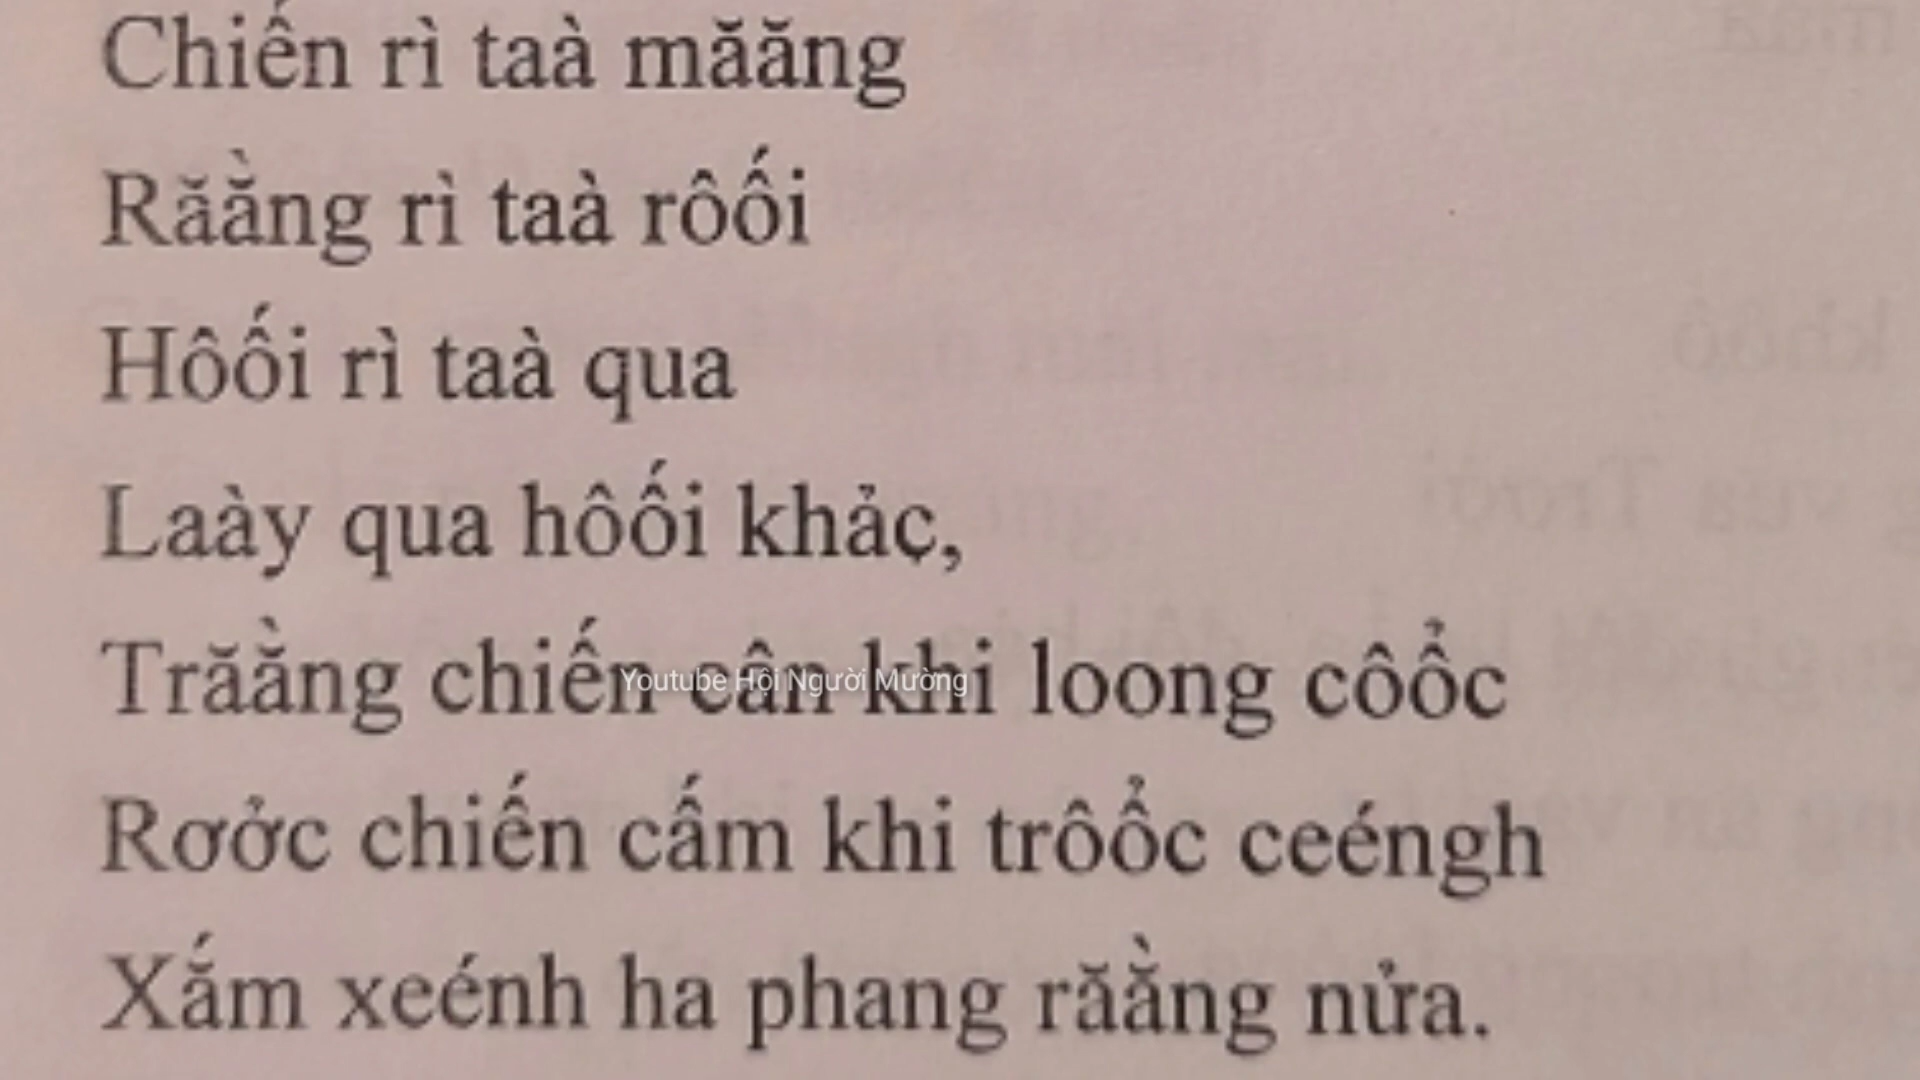 Chiến rì taà măăng
Răằng rì taà rôối
Hôối rì taà qua
Laày qua hôối khảc,
Trăằng chiến cân khi loong côổc
Youtube Hội Người Mường
Rơởc chiến cấm khi trôổc ceéngh
Xắm xeénh ha phang răằng nửa.